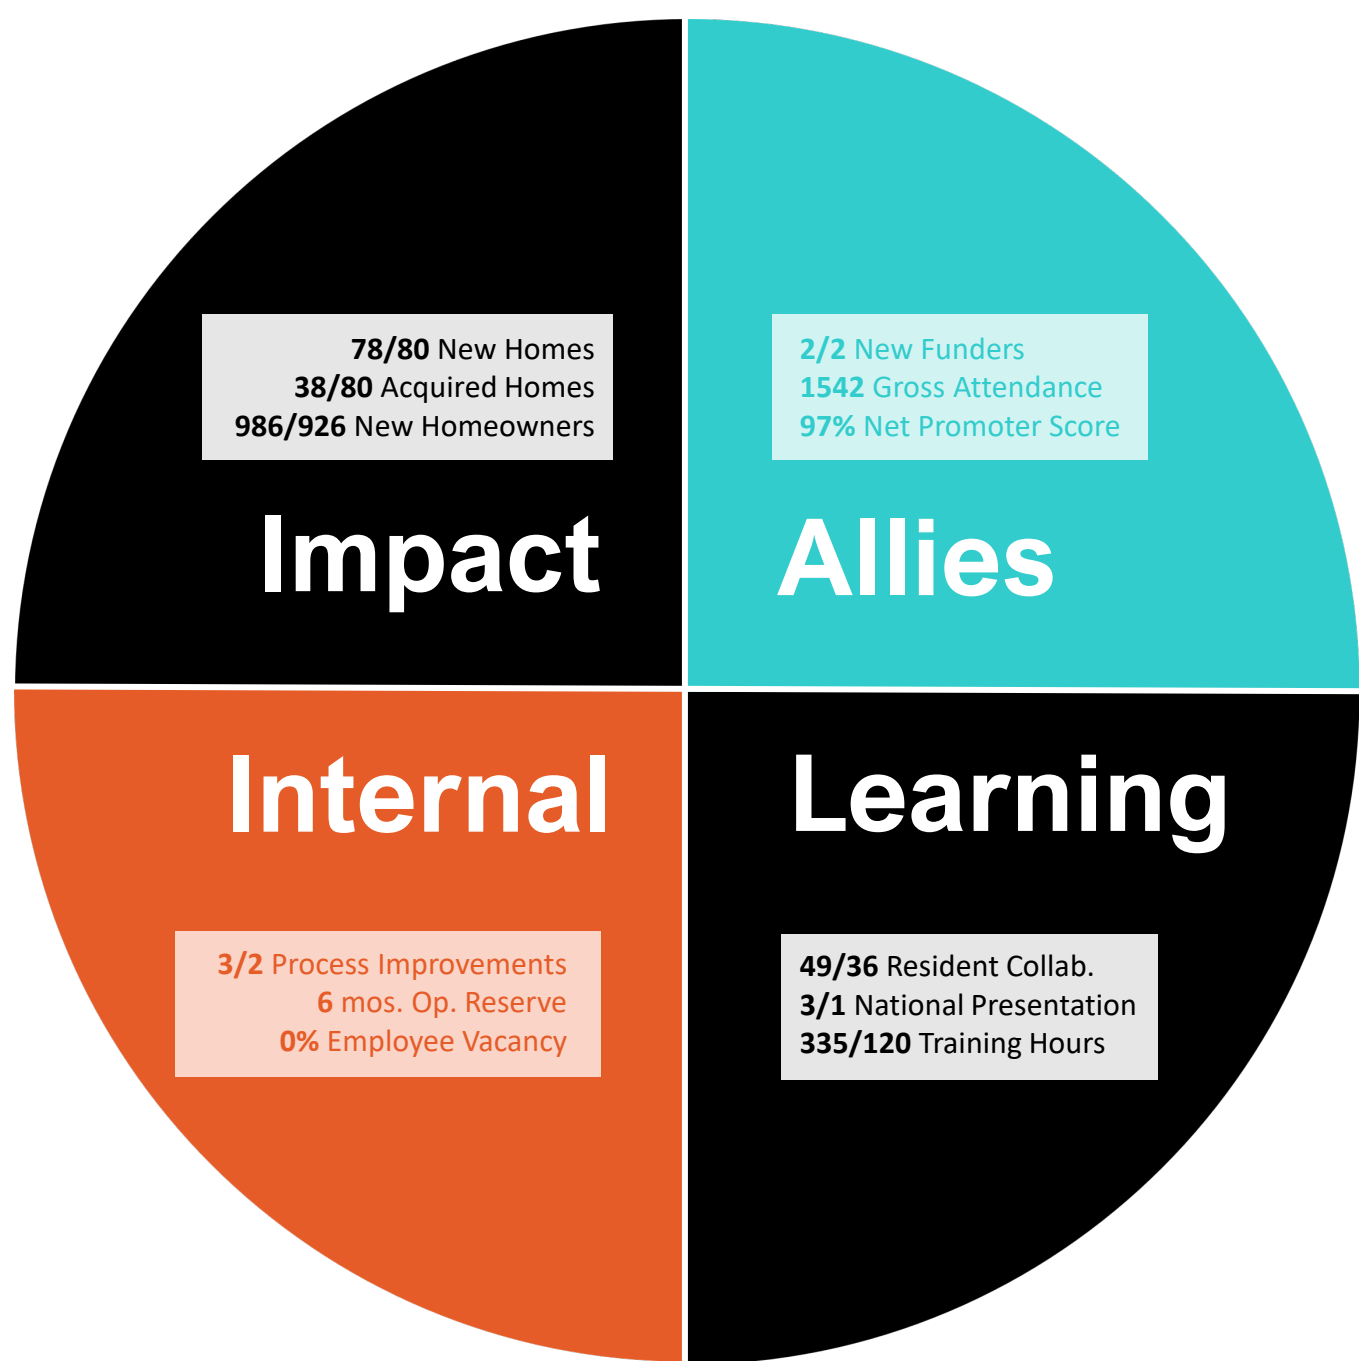 78/80 New Homes
38/80 Acquired Homes
986/926 New Homeowners
Impact
2/2 New Funders
1542 Gross Attendance
97% Net Promoter Score
Allies
Internal
3/2 Process Improvements
6 mos. Op. Reserve
0% Employee Vacancy
Learning
49/36 Resident Collab.
3/1 National Presentation
335/120 Training Hours